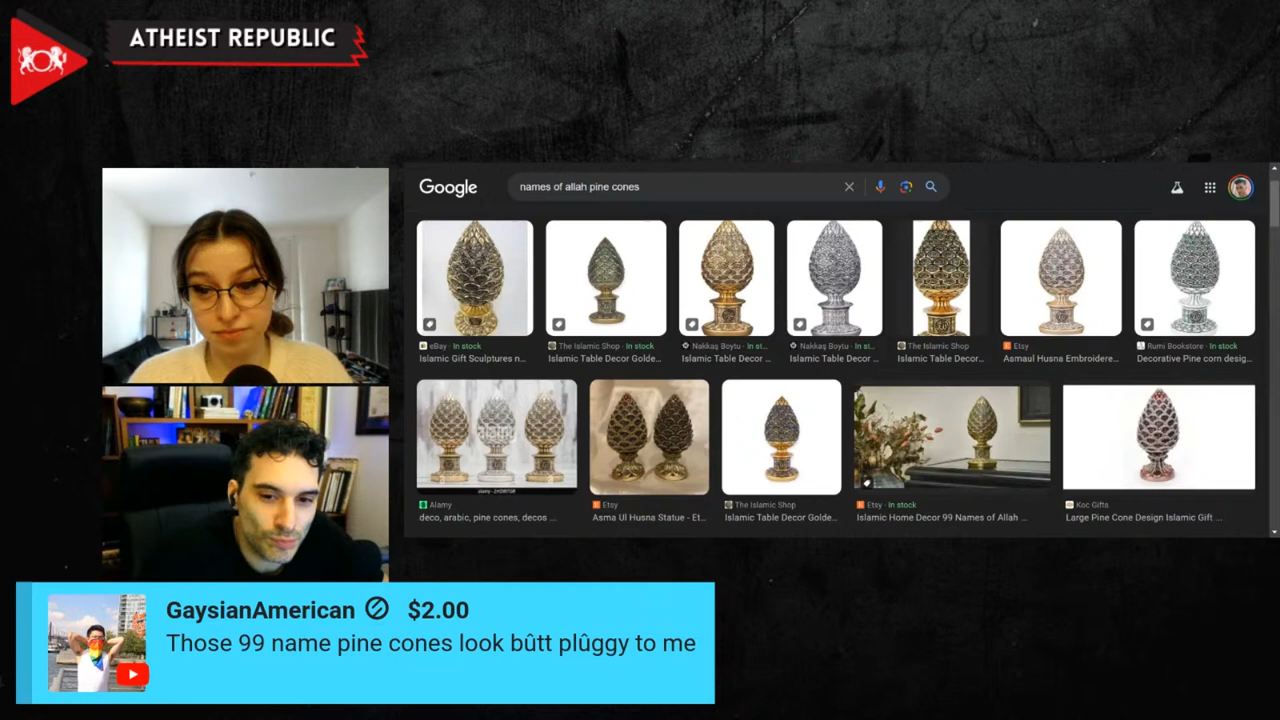 ATHEIST REPUBLIC
Google
names of allah pine cones
eBay · In stock
Islamic Gift Sculptures n...
The Islamic Shop · In stock
Islamic Table Decor Golde...
Nakkaş Boytu · In st...
Islamic Table Decor ...
Nakkaş Boytu · In st...
Islamic Table Decor ...
The Islamic Shop
Islamic Table Decor...
Etsy
Asmaul Husna Embroidere...
Rumi Bookstore · In stock
Decorative Pine corn desig...
alamy
Alamy
deco, arabic, pine cones, decos ...
Etsy
Asma Ul Husna Statue - Et...
The Islamic Shop
Islamic Table Decor Golde...
Etsy · In stock
Islamic Home Decor 99 Names of Allah ...
Koc Gifts
Large Pine Cone Design Islamic Gift ...
GaysianAmerican $2.00
Those 99 name pine cones look bûtt plûggy to me